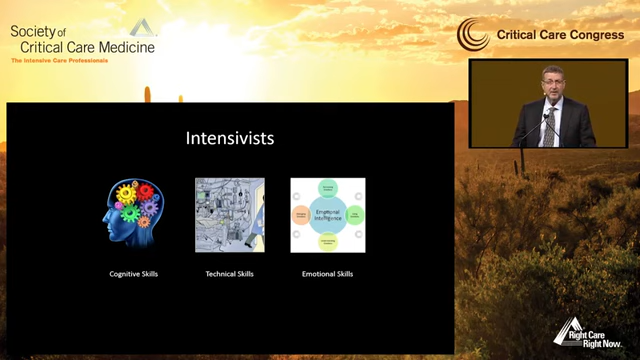 Society of
Critical Care Medicine
The Intensive Care Professionals
Critical Care Congress
Intensivists
Emotional
Intelligence
Cognitive Skills
Technical Skills
Emotional Skills
Right Care
Right Now